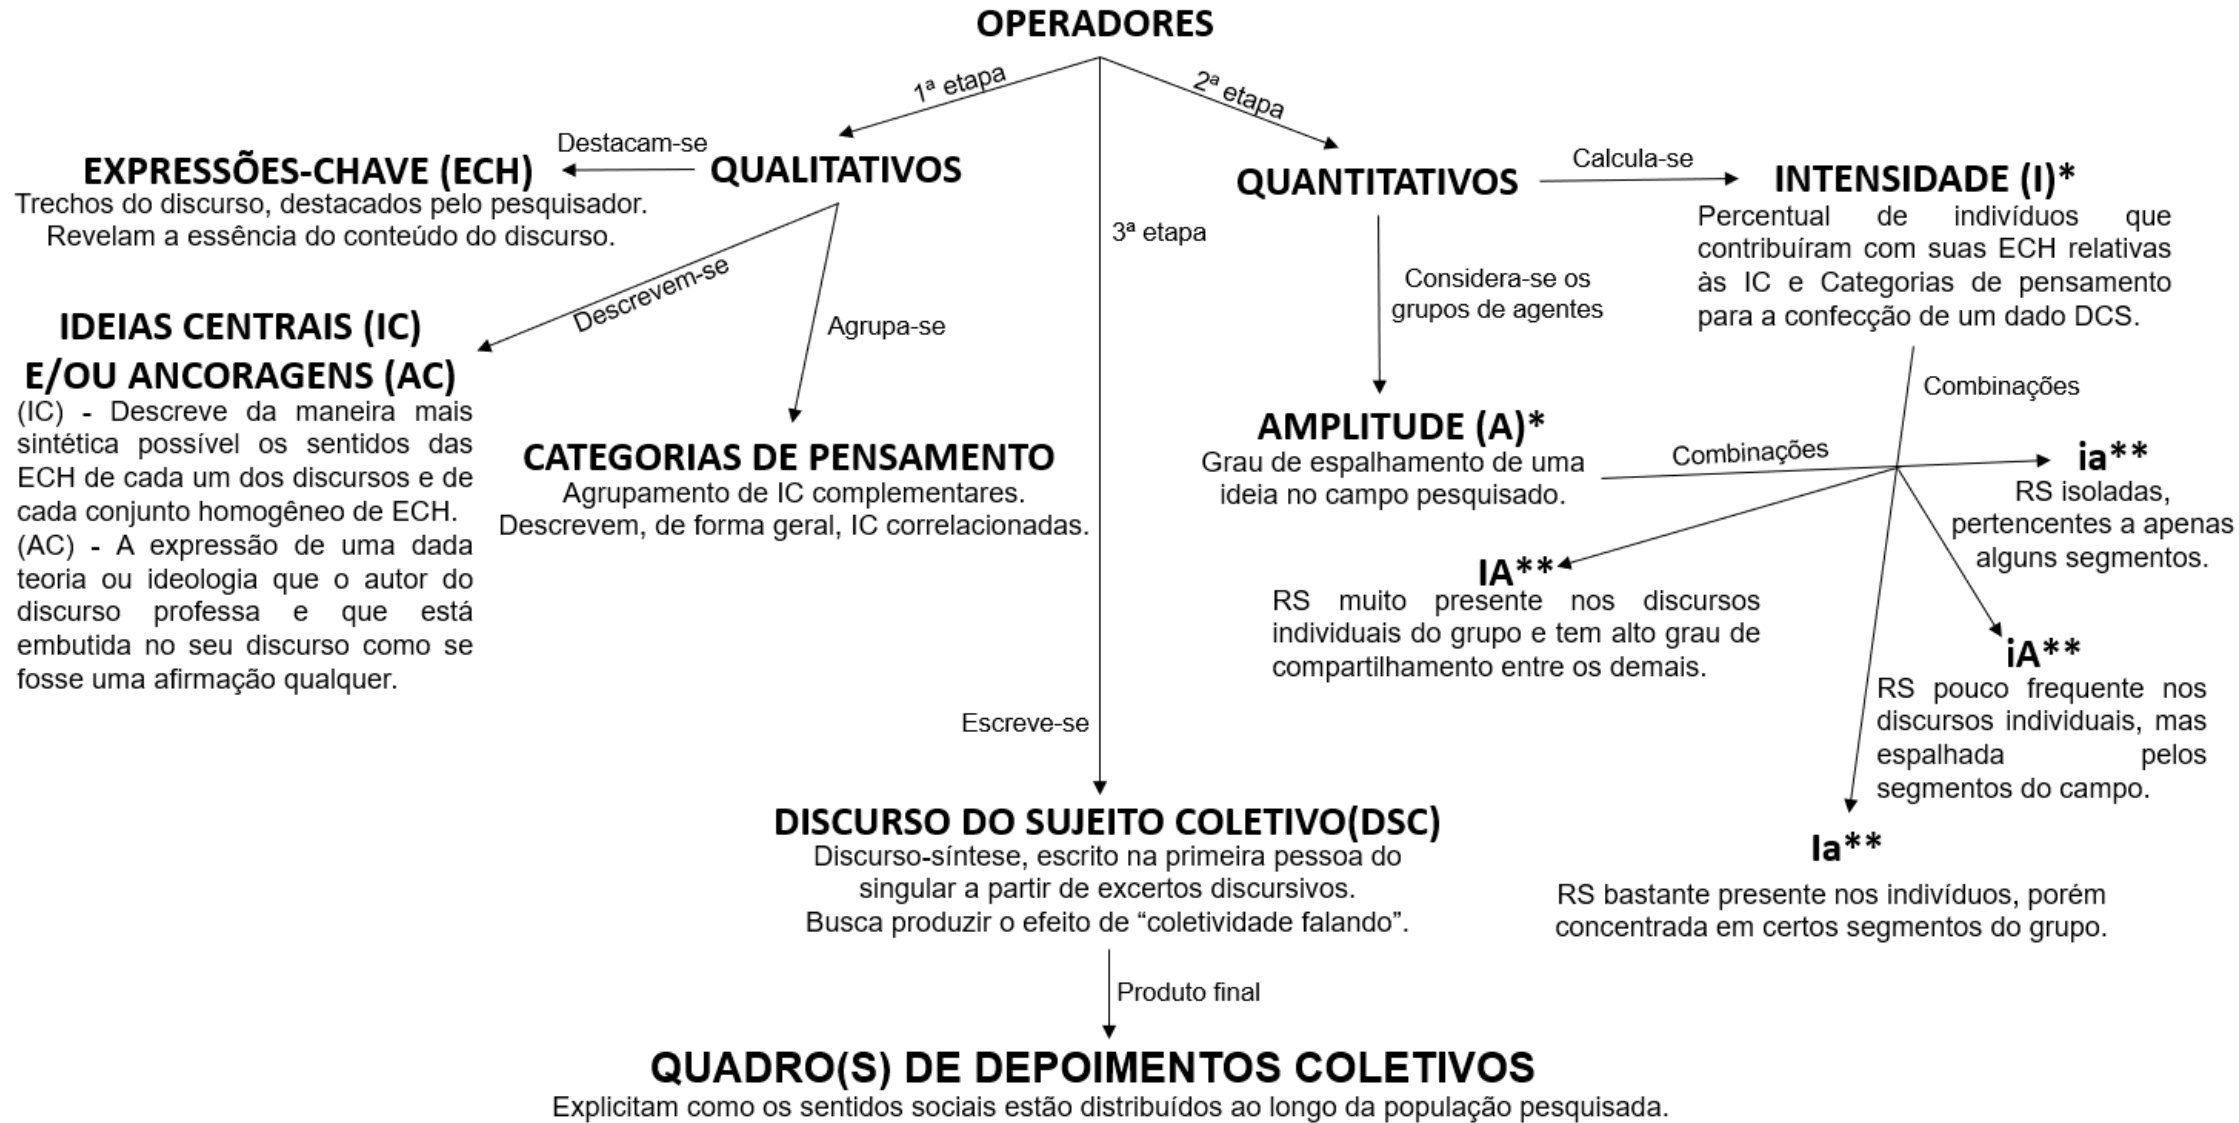 OPERADORES
1ª etapa
2ª etapa
3ª etapa
Destacam-se
QUALITATIVOS
EXPRESSÕES-CHAVE (ECH)
Trechos do discurso, destacados pelo pesquisador.
Revelam a essência do conteúdo do discurso.
Descrevem-se
IDEIAS CENTRAIS (IC)
E/OU ANCORAGENS (AC)
(IC) - Descreve da maneira mais
sintética possível os sentidos das
ECH de cada um dos discursos e de
cada conjunto homogêneo de ECH.
(AC) - A expressão de uma dada
teoria ou ideologia que o autor do
discurso professa e que está
embutida no seu discurso como se
fosse uma afirmação qualquer.
Agrupa-se
CATEGORIAS DE PENSAMENTO
Agrupamento de IC complementares.
Descrevem, de forma geral, IC correlacionadas.
QUANTITATIVOS
Calcula-se
INTENSIDADE (I)*
Percentual de indivíduos que
contribuíram com suas ECH relativas
às IC e Categorias de pensamento
para a confecção de um dado DCS.
Considera-se os
grupos de agentes
AMPLITUDE (A)*
Grau de espalhamento de uma
ideia no campo pesquisado.
Combinações
Combinações
ia**
RS isoladas,
pertencentes a apenas
alguns segmentos.
IA**
RS muito presente nos discursos
individuais do grupo e tem alto grau de
compartilhamento entre os demais.
iA**
RS pouco frequente nos
discursos individuais, mas
espalhada pelos
segmentos do campo.
Ia**
RS bastante presente nos indivíduos, porém
concentrada em certos segmentos do grupo.
Escreve-se
DISCURSO DO SUJEITO COLETIVO(DSC)
Discurso-síntese, escrito na primeira pessoa do
singular a partir de excertos discursivos.
Busca produzir o efeito de “coletividade falando”.
Produto final
QUADRO(S) DE DEPOIMENTOS COLETIVOS
Explicitam como os sentidos sociais estão distribuídos ao longo da população pesquisada.